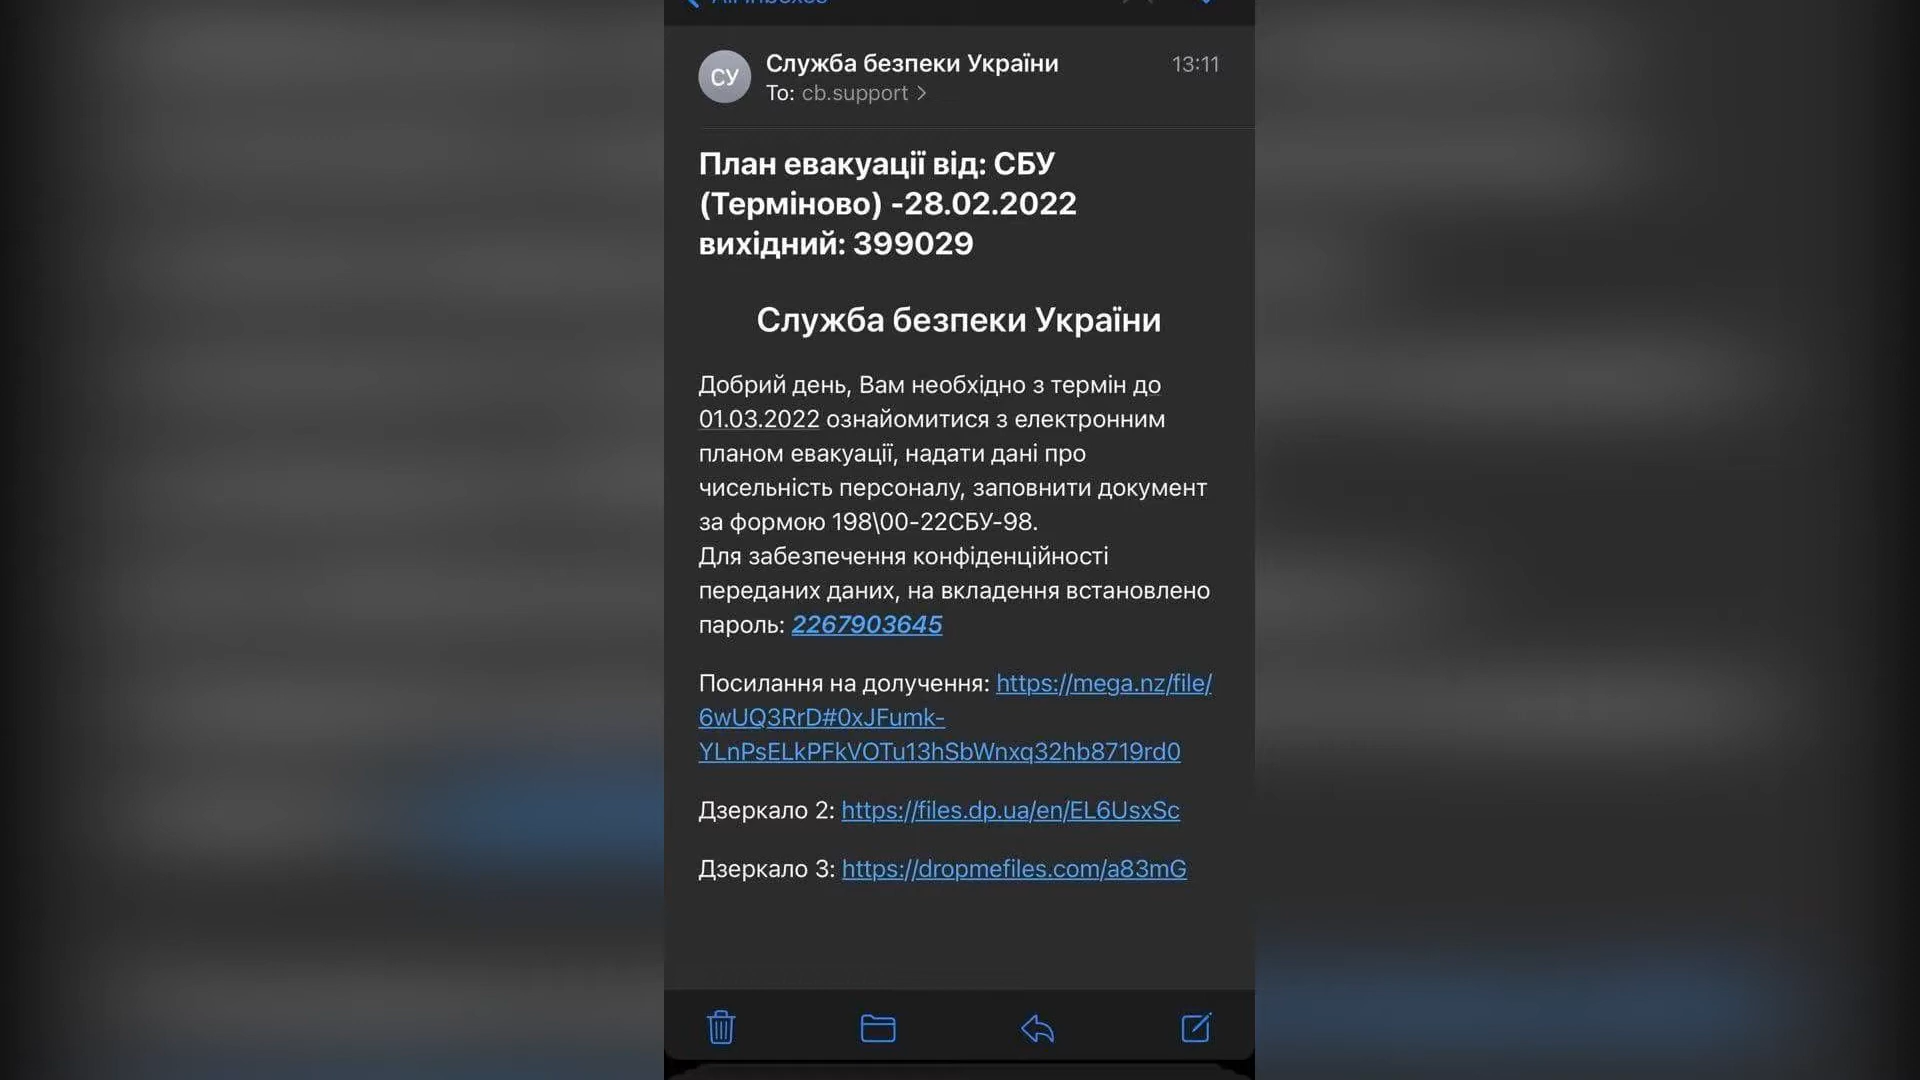 Служба безпеки України
13:11
СУ
To: cb.support
План евакуації від: СБУ
(Терміново) -28.02.2022
вихідний: 399029
Служба безпеки України
Добрий день, Вам необхідно з термін до
01.03.2022 ознайомитися з електронним
планом евакуації, надати дані про
чисельність персоналу, заповнити документ
за формою 198\00-22СБУ-98.
Для забезпечення конфіденційності
переданих даних, на вкладення встановлено
пароль: 2267903645
Посилання на долучення: https://mega.nz/file/
6wUQ3RrD#0xJFumk-
YLnPsELkPFkVOTu13hSbWnxq32hb8719rd0
Дзеркало 2: https://files.dp.ua/en/EL6UsxSc
Дзеркало 3: https://dropmefiles.com/a83mG